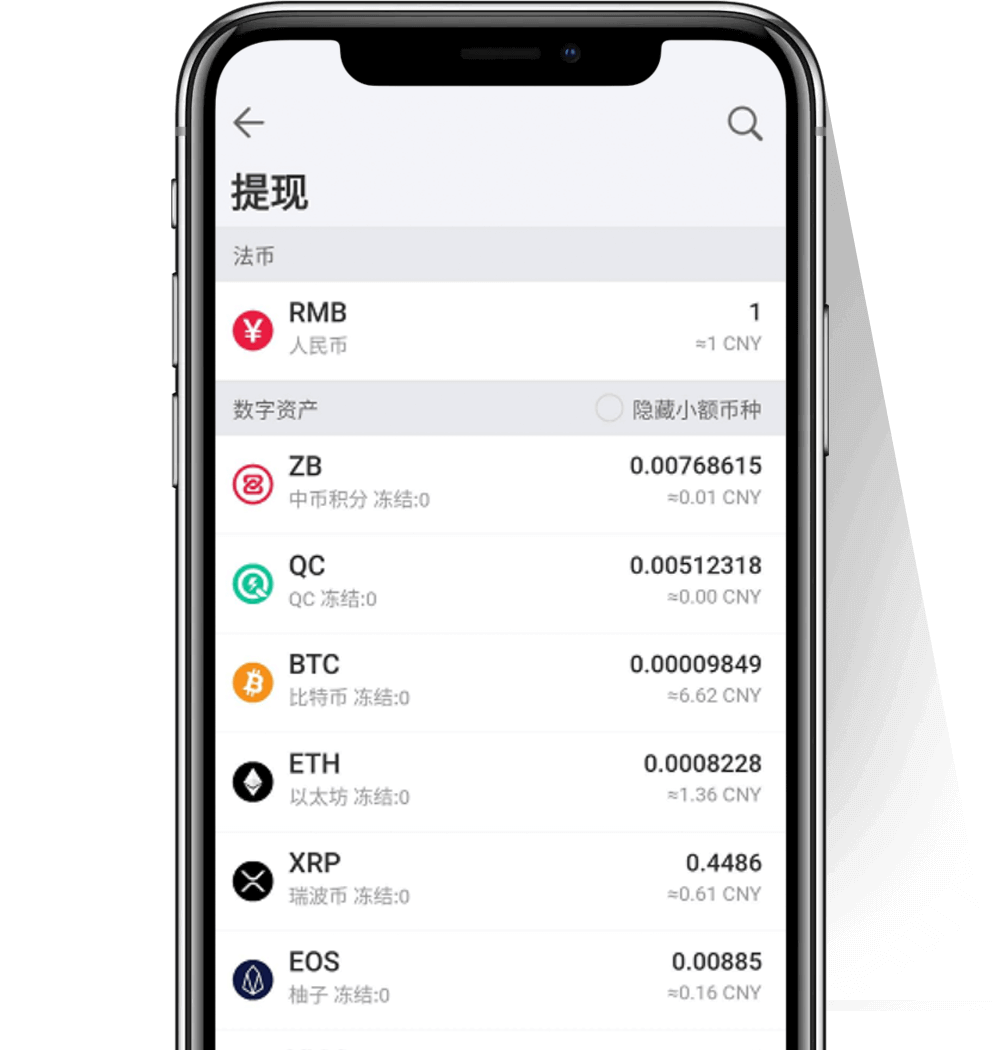 提现
法币
RMB
1
人民币
≈1 CNY
数字资产
隐藏小额币种
ZB
0.00768615
中币积分 冻结:0
≈0.01 CNY
QC
0.00512318
QC 冻结:0
≈0.00 CNY
BTC
0.00009849
比特币 冻结:0
≈6.62 CNY
ETH
0.0008228
以太坊 冻结:0
≈1.36 CNY
XRP
0.4486
瑞波币 冻结:0
≈0.61 CNY
EOS
0.00885
柚子 冻结:0
≈0.16 CNY